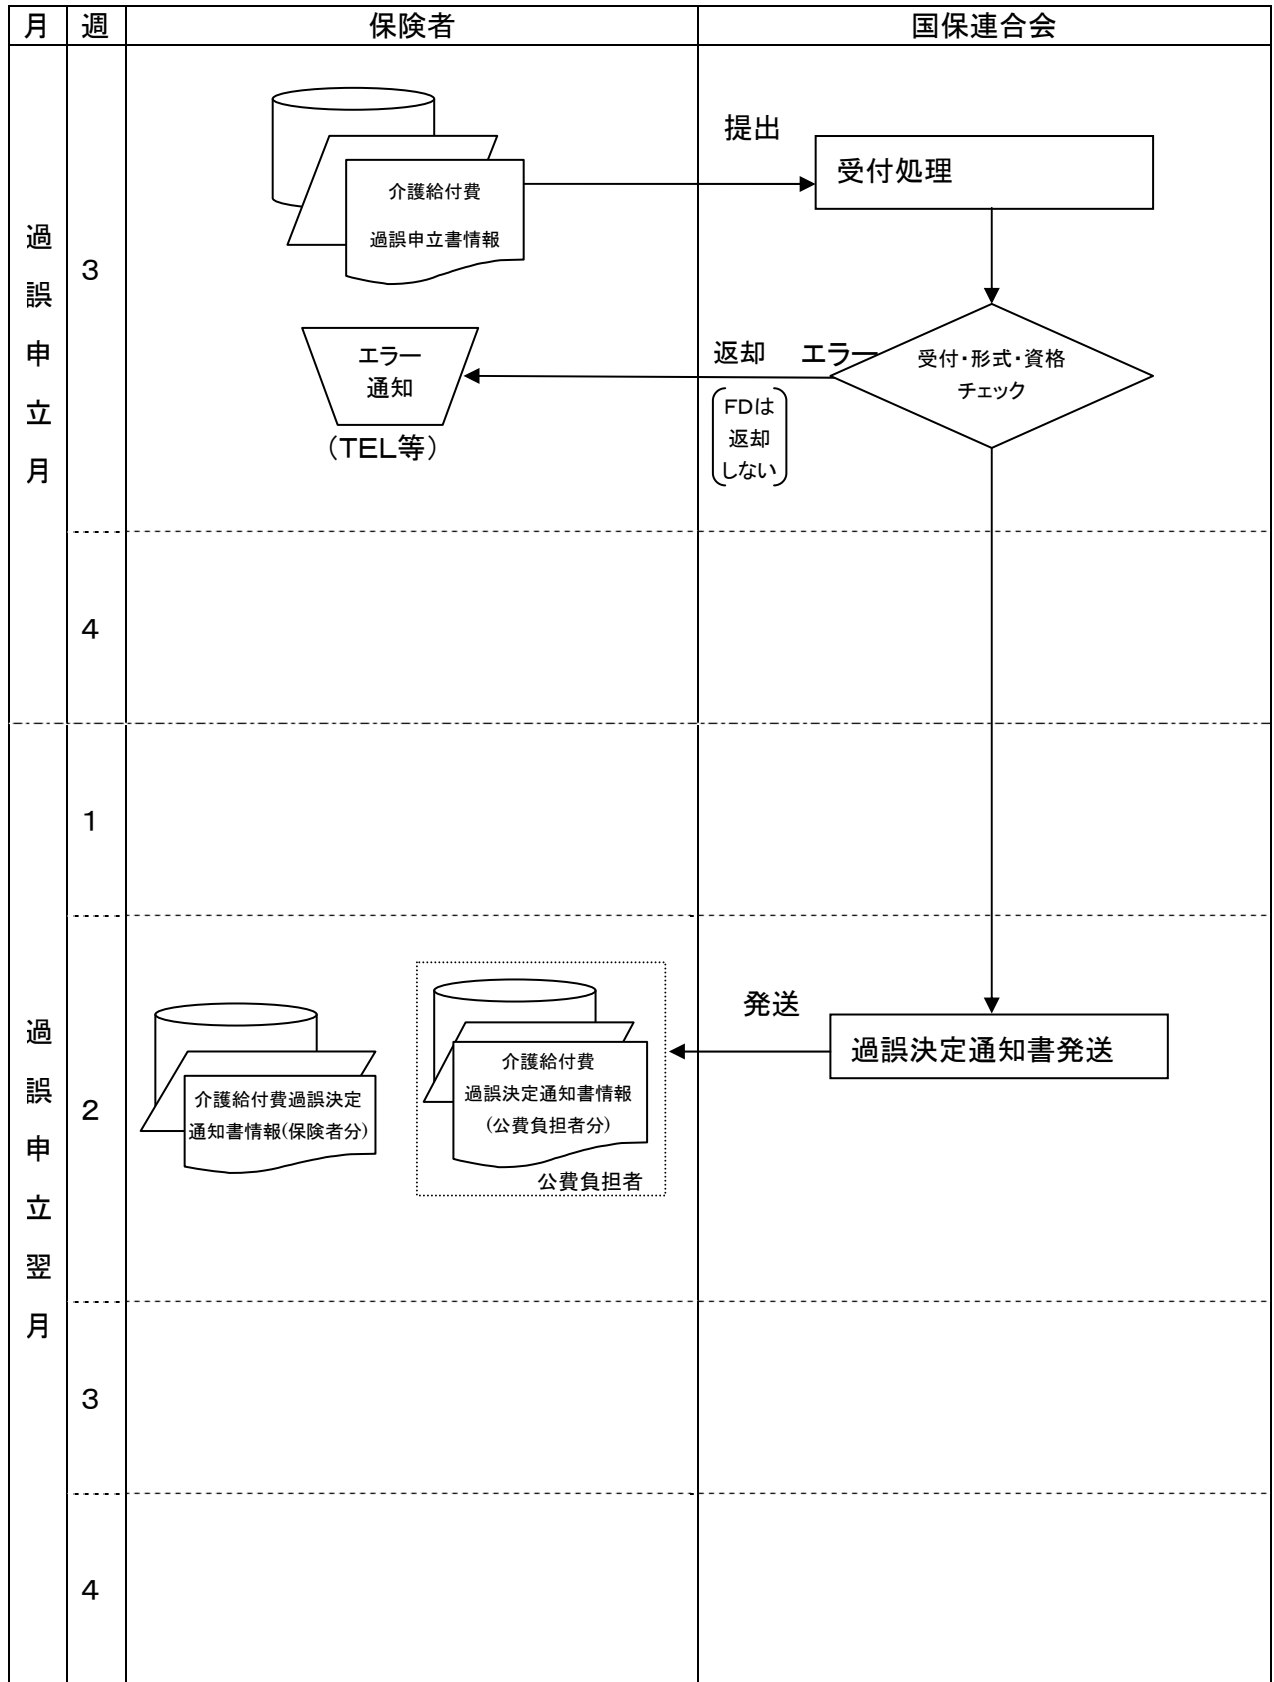 月 週 保険者 国保連合会
過誤申立月
3
介護給付費
過誤申立書情報
提出
受付処理
エラー
通知
(TEL等)
返却 エラー
FDは
返却
しない
受付・形式・資格
チェック
4
過誤申立翌月
1
2
介護給付費過誤決定
通知書情報(保険者分)
介護給付費
過誤決定通知書情報
(公費負担者分)
公費負担者
発送
過誤決定通知書発送
3
4